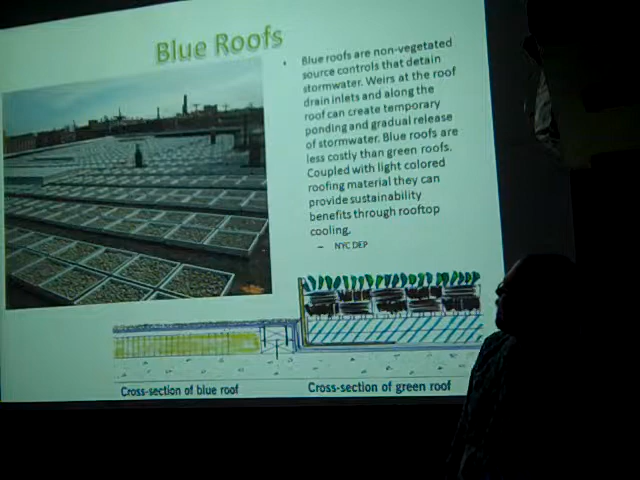 Blue Roofs
• Blue roofs are non-vegetated
source controls that detain
stormwater. Weirs at the roof
drain inlets and along the
roof can create temporary
ponding and gradual release
of stormwater. Blue roofs are
less costly than green roofs.
Coupled with light colored
roofing material they can
provide sustainability
benefits through rooftop
cooling.
– NYC DEP
Cross-section of blue roof
Cross-section of green roof